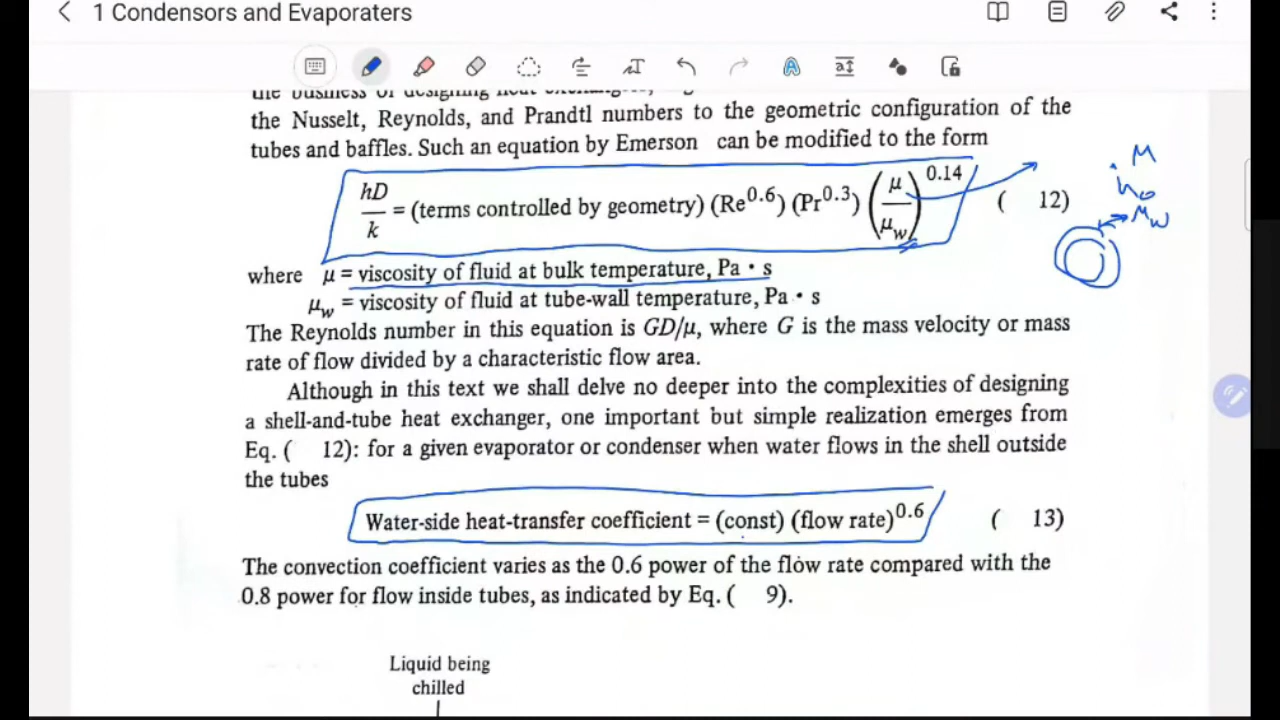 1 Condensors and Evaporaters
the business of designing heat
the Nusselt, Reynolds, and Prandtl numbers to the geometric configuration of the
tubes and baffles. Such an equation by Emerson can be modified to the form
hD/k = (terms controlled by geometry) (Re^0.6) (Pr^0.3) (μ/μw)^0.14 ( 12)
μ
ho
μw
where μ = viscosity of fluid at bulk temperature, Pa · s
μw = viscosity of fluid at tube-wall temperature, Pa · s
The Reynolds number in this equation is GD/μ, where G is the mass velocity or mass
rate of flow divided by a characteristic flow area.
Although in this text we shall delve no deeper into the complexities of designing
a shell-and-tube heat exchanger, one important but simple realization emerges from
Eq. ( 12): for a given evaporator or condenser when water flows in the shell outside
the tubes
Water-side heat-transfer coefficient = (const) (flow rate)^0.6 ( 13)
The convection coefficient varies as the 0.6 power of the flow rate compared with the
0.8 power for flow inside tubes, as indicated by Eq. ( 9).
Liquid being
chilled